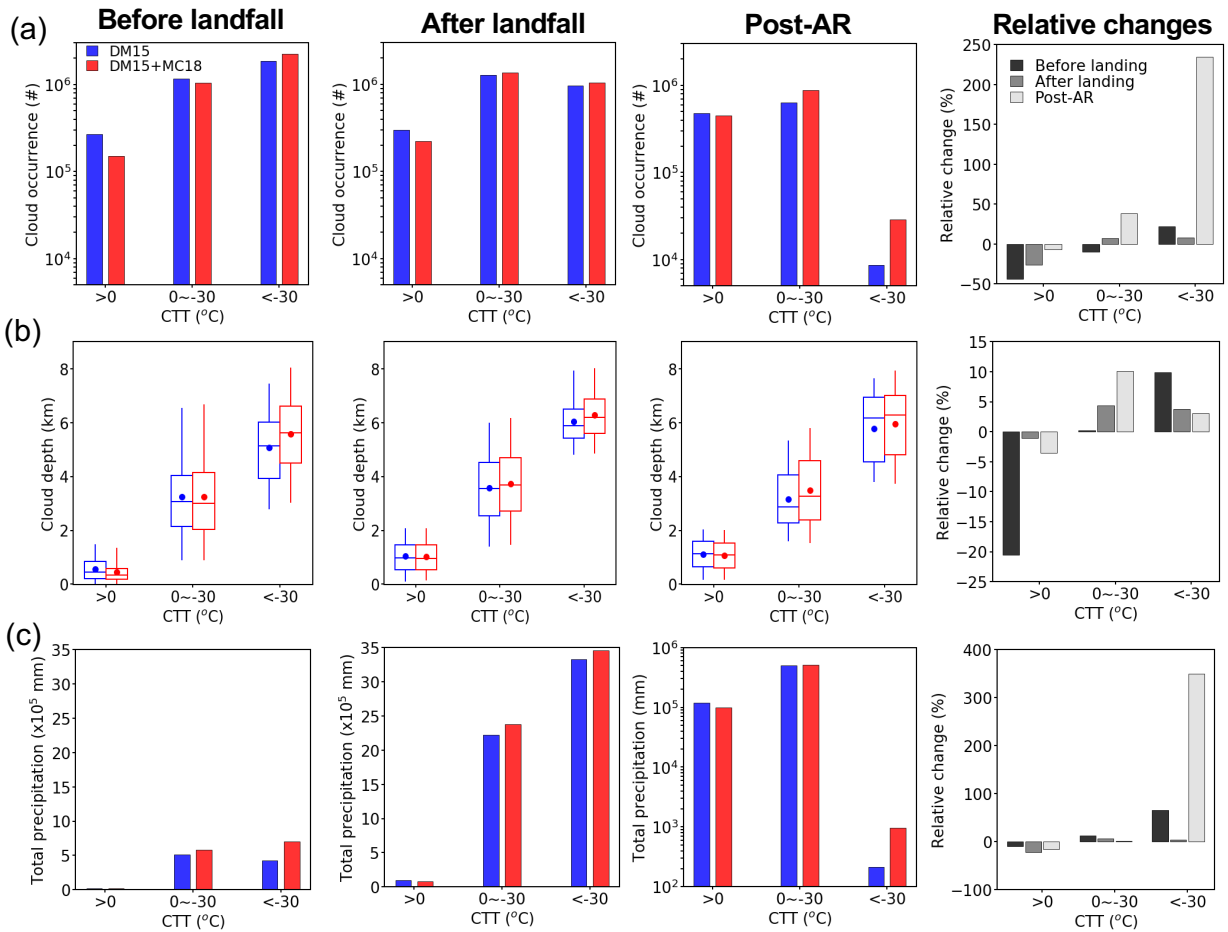 Before landfall
After landfall
Post-AR
Relative changes
(a)
DM15
DM15+MC18
10^6
10^5
10^4
Cloud occurrence (#)
>0
0~-30
<-30
CTT (°C)
10^6
10^5
10^4
Cloud occurrence (#)
>0
0~-30
<-30
CTT (°C)
10^6
10^5
10^4
Cloud occurrence (#)
>0
0~-30
<-30
CTT (°C)
Before landing
After landing
Post-AR
250
200
150
100
50
0
−50
Relative change (%)
>0
0~-30
<-30
CTT (°C)
(b)
8
6
4
2
0
Cloud depth (km)
>0
0~-30
<-30
CTT (°C)
8
6
4
2
0
Cloud depth (km)
>0
0~-30
<-30
CTT (°C)
8
6
4
2
0
Cloud depth (km)
>0
0~-30
<-30
CTT (°C)
15
10
5
0
−5
−10
−15
−20
−25
Relative change (%)
>0
0~-30
<-30
CTT (°C)
(c)
35
30
25
20
15
10
5
0
Total precipitation (x10^5 mm)
>0
0~-30
<-30
CTT (°C)
35
30
25
20
15
10
5
0
Total precipitation (x10^5 mm)
>0
0~-30
<-30
CTT (°C)
10^6
10^5
10^4
10^3
10^2
Total precipitation (mm)
>0
0~-30
<-30
CTT (°C)
400
300
200
100
0
−100
Relative change (%)
>0
0~-30
<-30
CTT (°C)